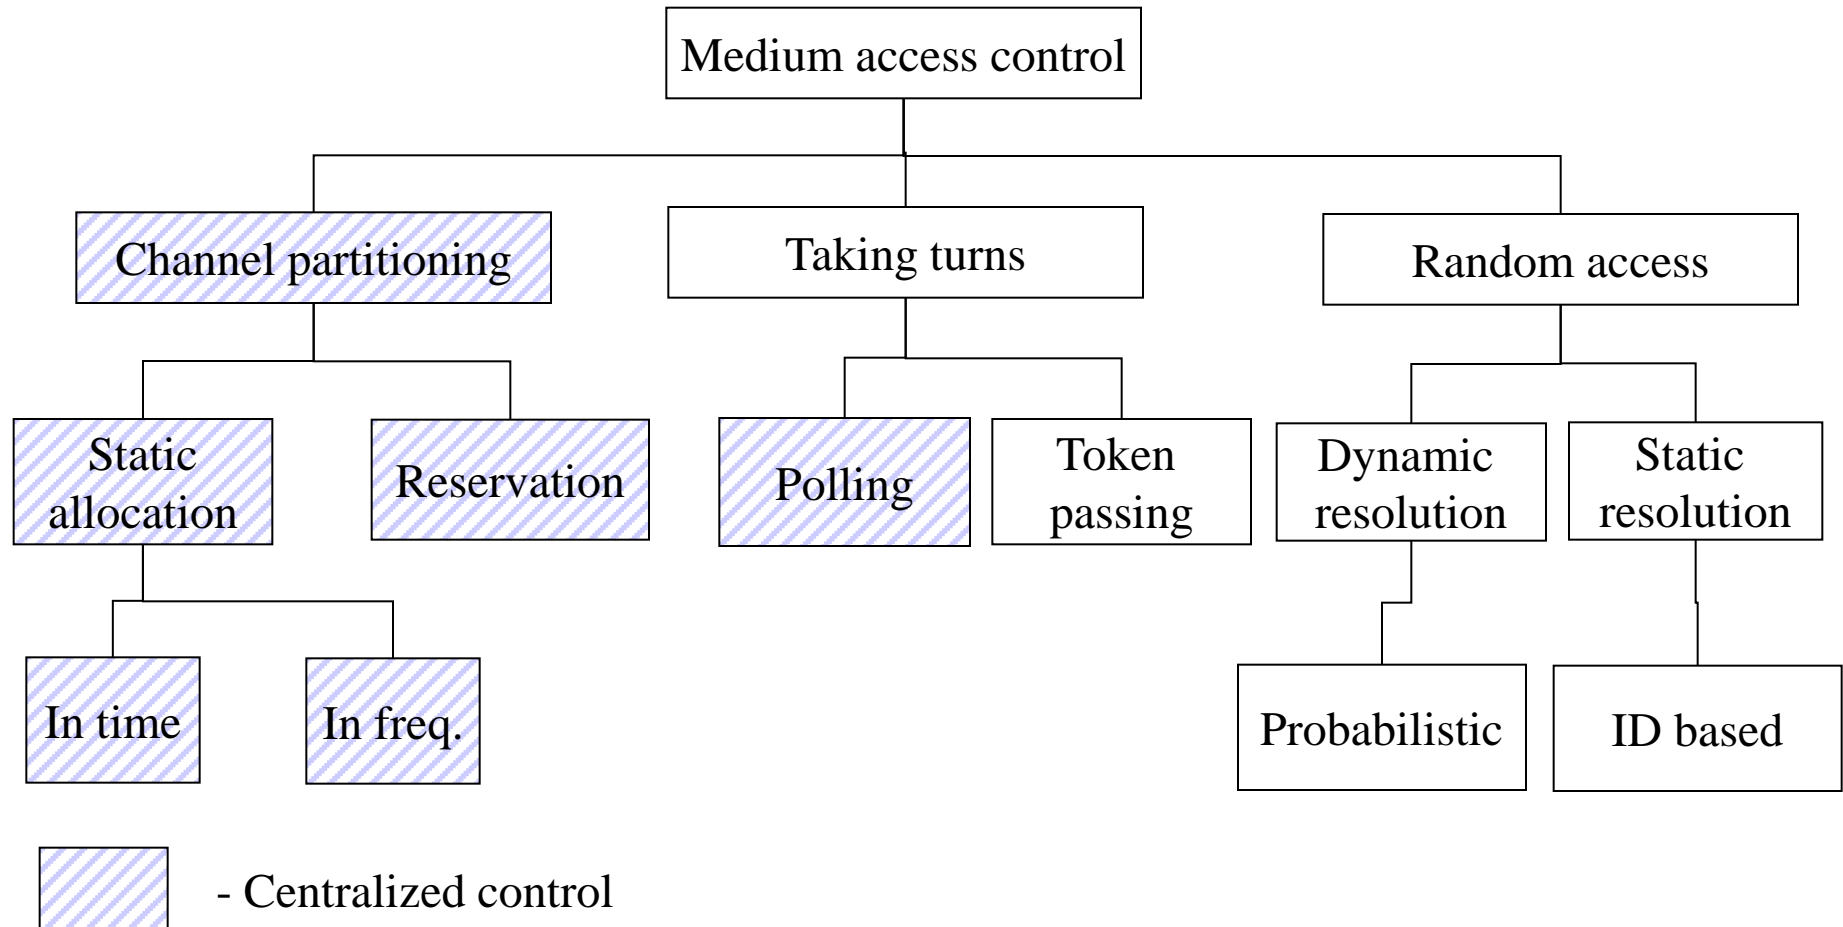 Medium access control
Channel partitioning
Taking turns
Random access
Static
allocation
Reservation
Polling
Token
passing
Dynamic
resolution
Static
resolution
In time
In freq.
Probabilistic
ID based
- Centralized control